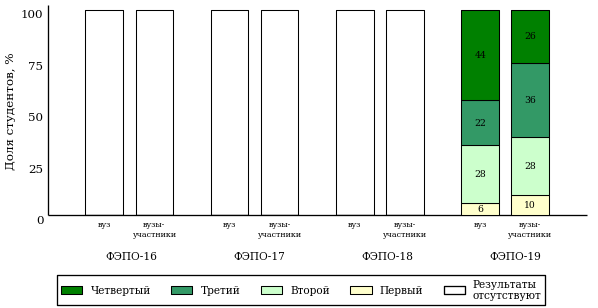 Доля студентов, %
100
75
50
25
0
44
22
28
6
26
36
28
10
вуз
вузы-
участники
вуз
вузы-
участники
вуз
вузы-
участники
вуз
вузы-
участники
ФЭПО-16
ФЭПО-17
ФЭПО-18
ФЭПО-19
Четвертый
Третий
Второй
Первый
Результаты
отсутствуют